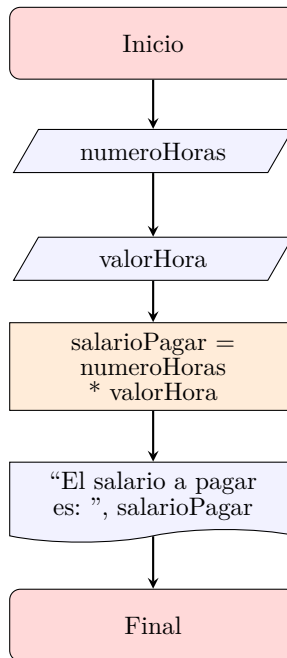 Inicio
numeroHoras
valorHora
salarioPagar =
numeroHoras
* valorHora
“El salario a pagar
es: ”, salarioPagar
Final